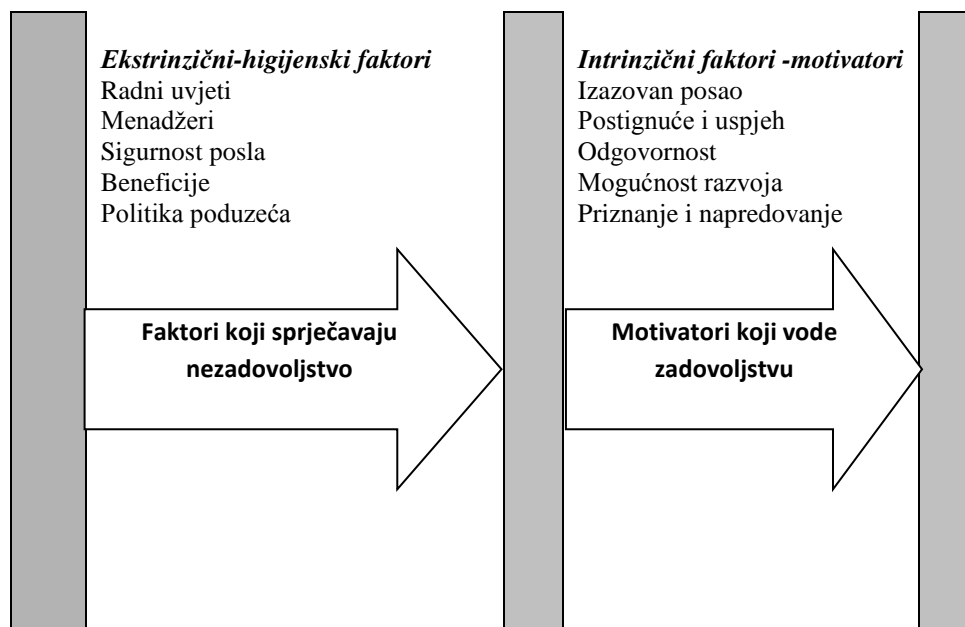 Ekstrinzični-higijenski faktori
Radni uvjeti
Menadžeri
Sigurnost posla
Beneficije
Politika poduzeća
Intrinzični faktori -motivatori
Izazovan posao
Postignuće i uspjeh
Odgovornost
Mogućnost razvoja
Priznanje i napredovanje
Faktori koji sprječavaju
nezadovoljstvo
Motivatori koji vode
zadovoljstvu